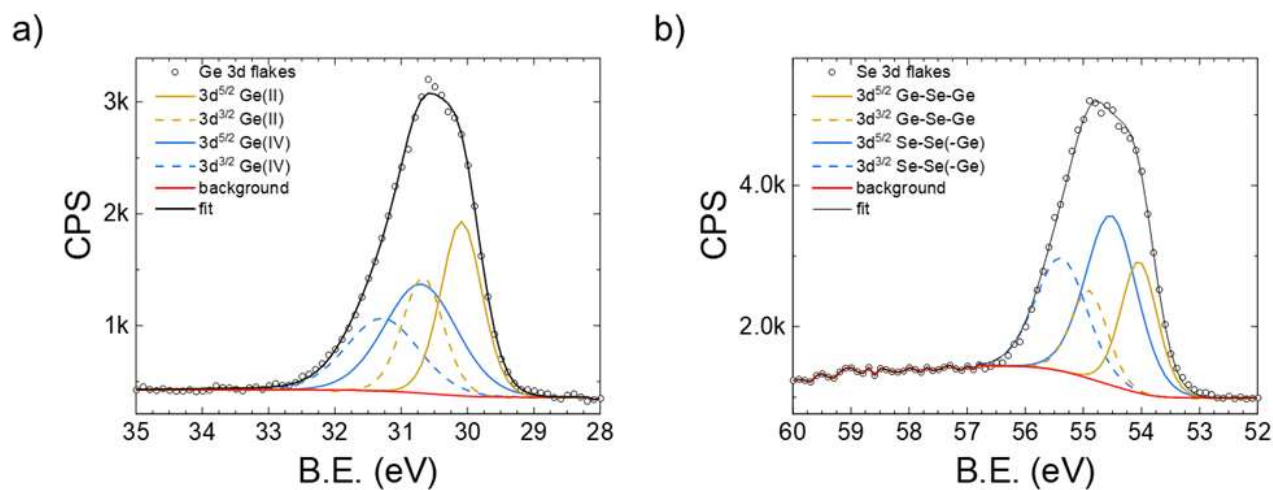 a)
3k
2k
1k
CPS
Ge 3d flakes
3d5/2 Ge(II)
3d3/2 Ge(II)
3d5/2 Ge(IV)
3d3/2 Ge(IV)
background
fit
35 34 33 32 31 30 29 28
B.E. (eV)
b)
4.0k
2.0k
CPS
Se 3d flakes
3d5/2 Ge-Se-Ge
3d3/2 Ge-Se-Ge
3d5/2 Se-Se(-Ge)
3d3/2 Se-Se(-Ge)
background
fit
60 59 58 57 56 55 54 53 52
B.E. (eV)